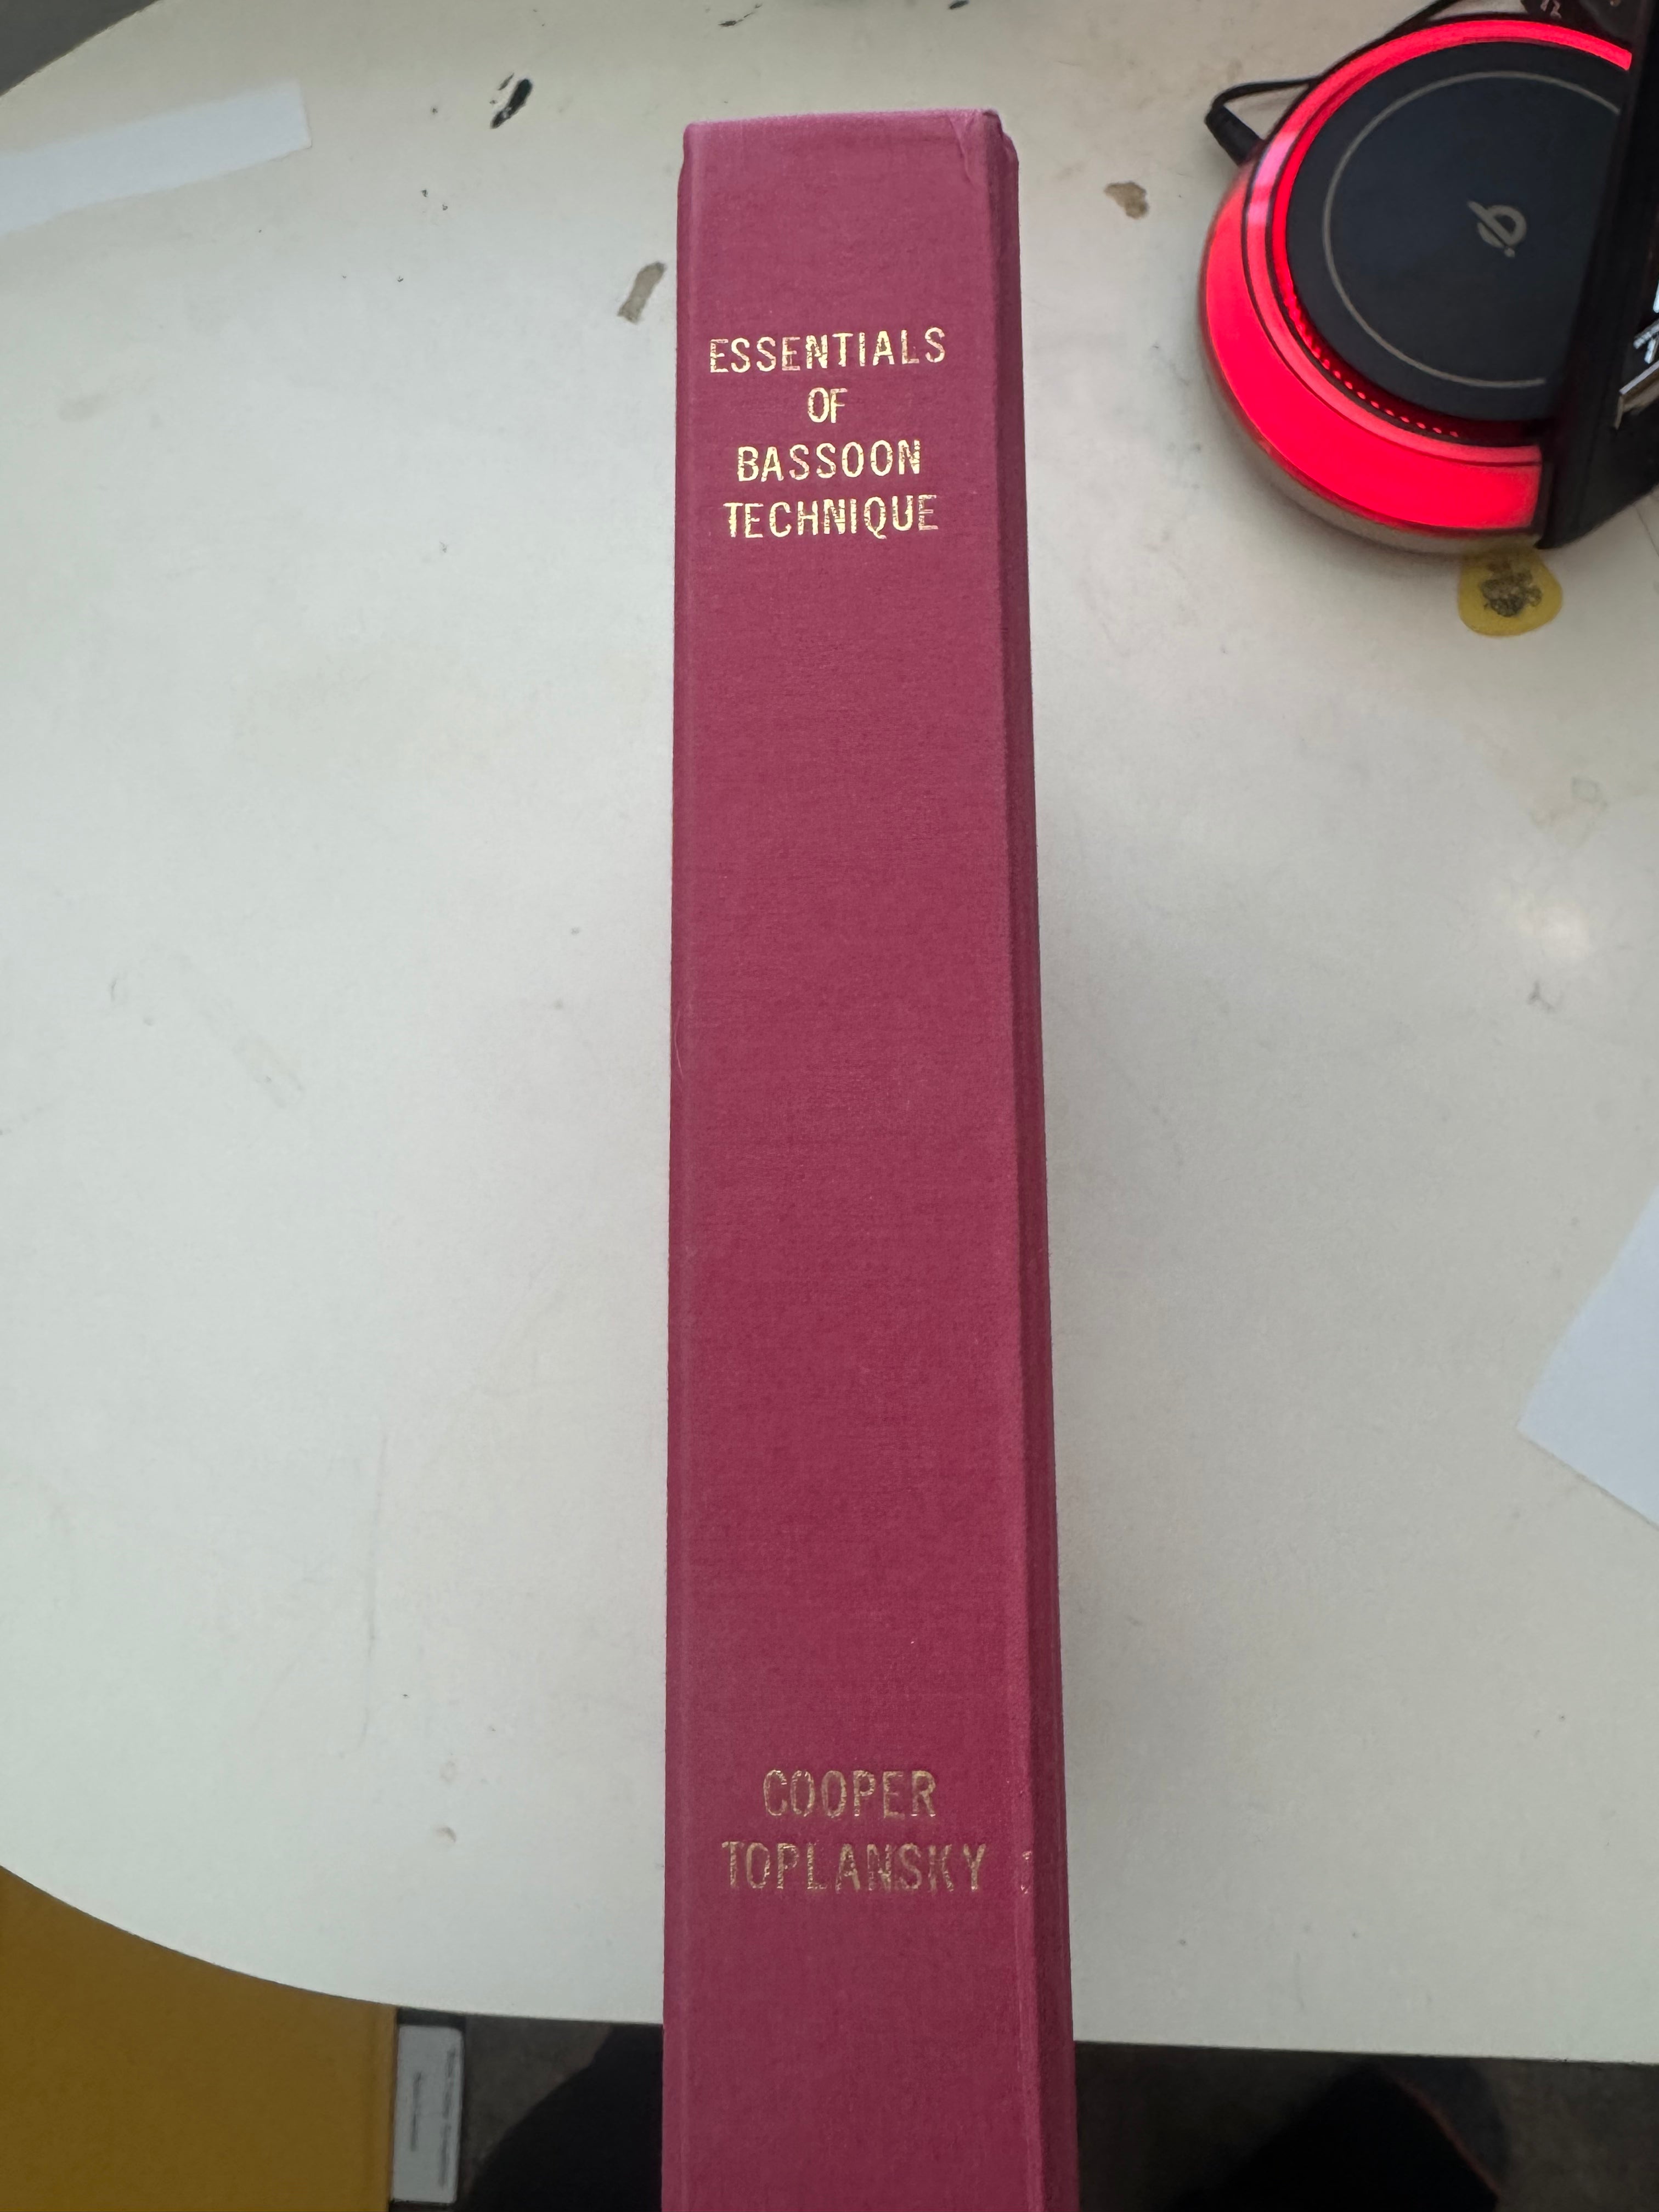 ESSENTIALS
OF
BASSOON
TECHNIQUE
COOPER
TOPLANSKY